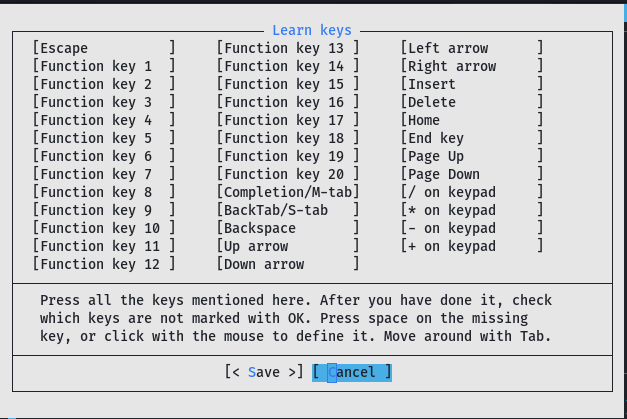 Learn keys
[Escape          ]     [Function key 13 ]     [Left arrow      ]
[Function key 1  ]     [Function key 14 ]     [Right arrow     ]
[Function key 2  ]     [Function key 15 ]     [Insert          ]
[Function key 3  ]     [Function key 16 ]     [Delete          ]
[Function key 4  ]     [Function key 17 ]     [Home            ]
[Function key 5  ]     [Function key 18 ]     [End key         ]
[Function key 6  ]     [Function key 19 ]     [Page Up         ]
[Function key 7  ]     [Function key 20 ]     [Page Down       ]
[Function key 8  ]     [Completion/M-tab]     [/ on keypad     ]
[Function key 9  ]     [BackTab/S-tab   ]     [* on keypad     ]
[Function key 10 ]     [Backspace       ]     [- on keypad     ]
[Function key 11 ]     [Up arrow        ]     [+ on keypad     ]
[Function key 12 ]     [Down arrow      ]
Press all the keys mentioned here. After you have done it, check
which keys are not marked with OK. Press space on the missing
key, or click with the mouse to define it. Move around with Tab.
[< Save >] [ Cancel ]